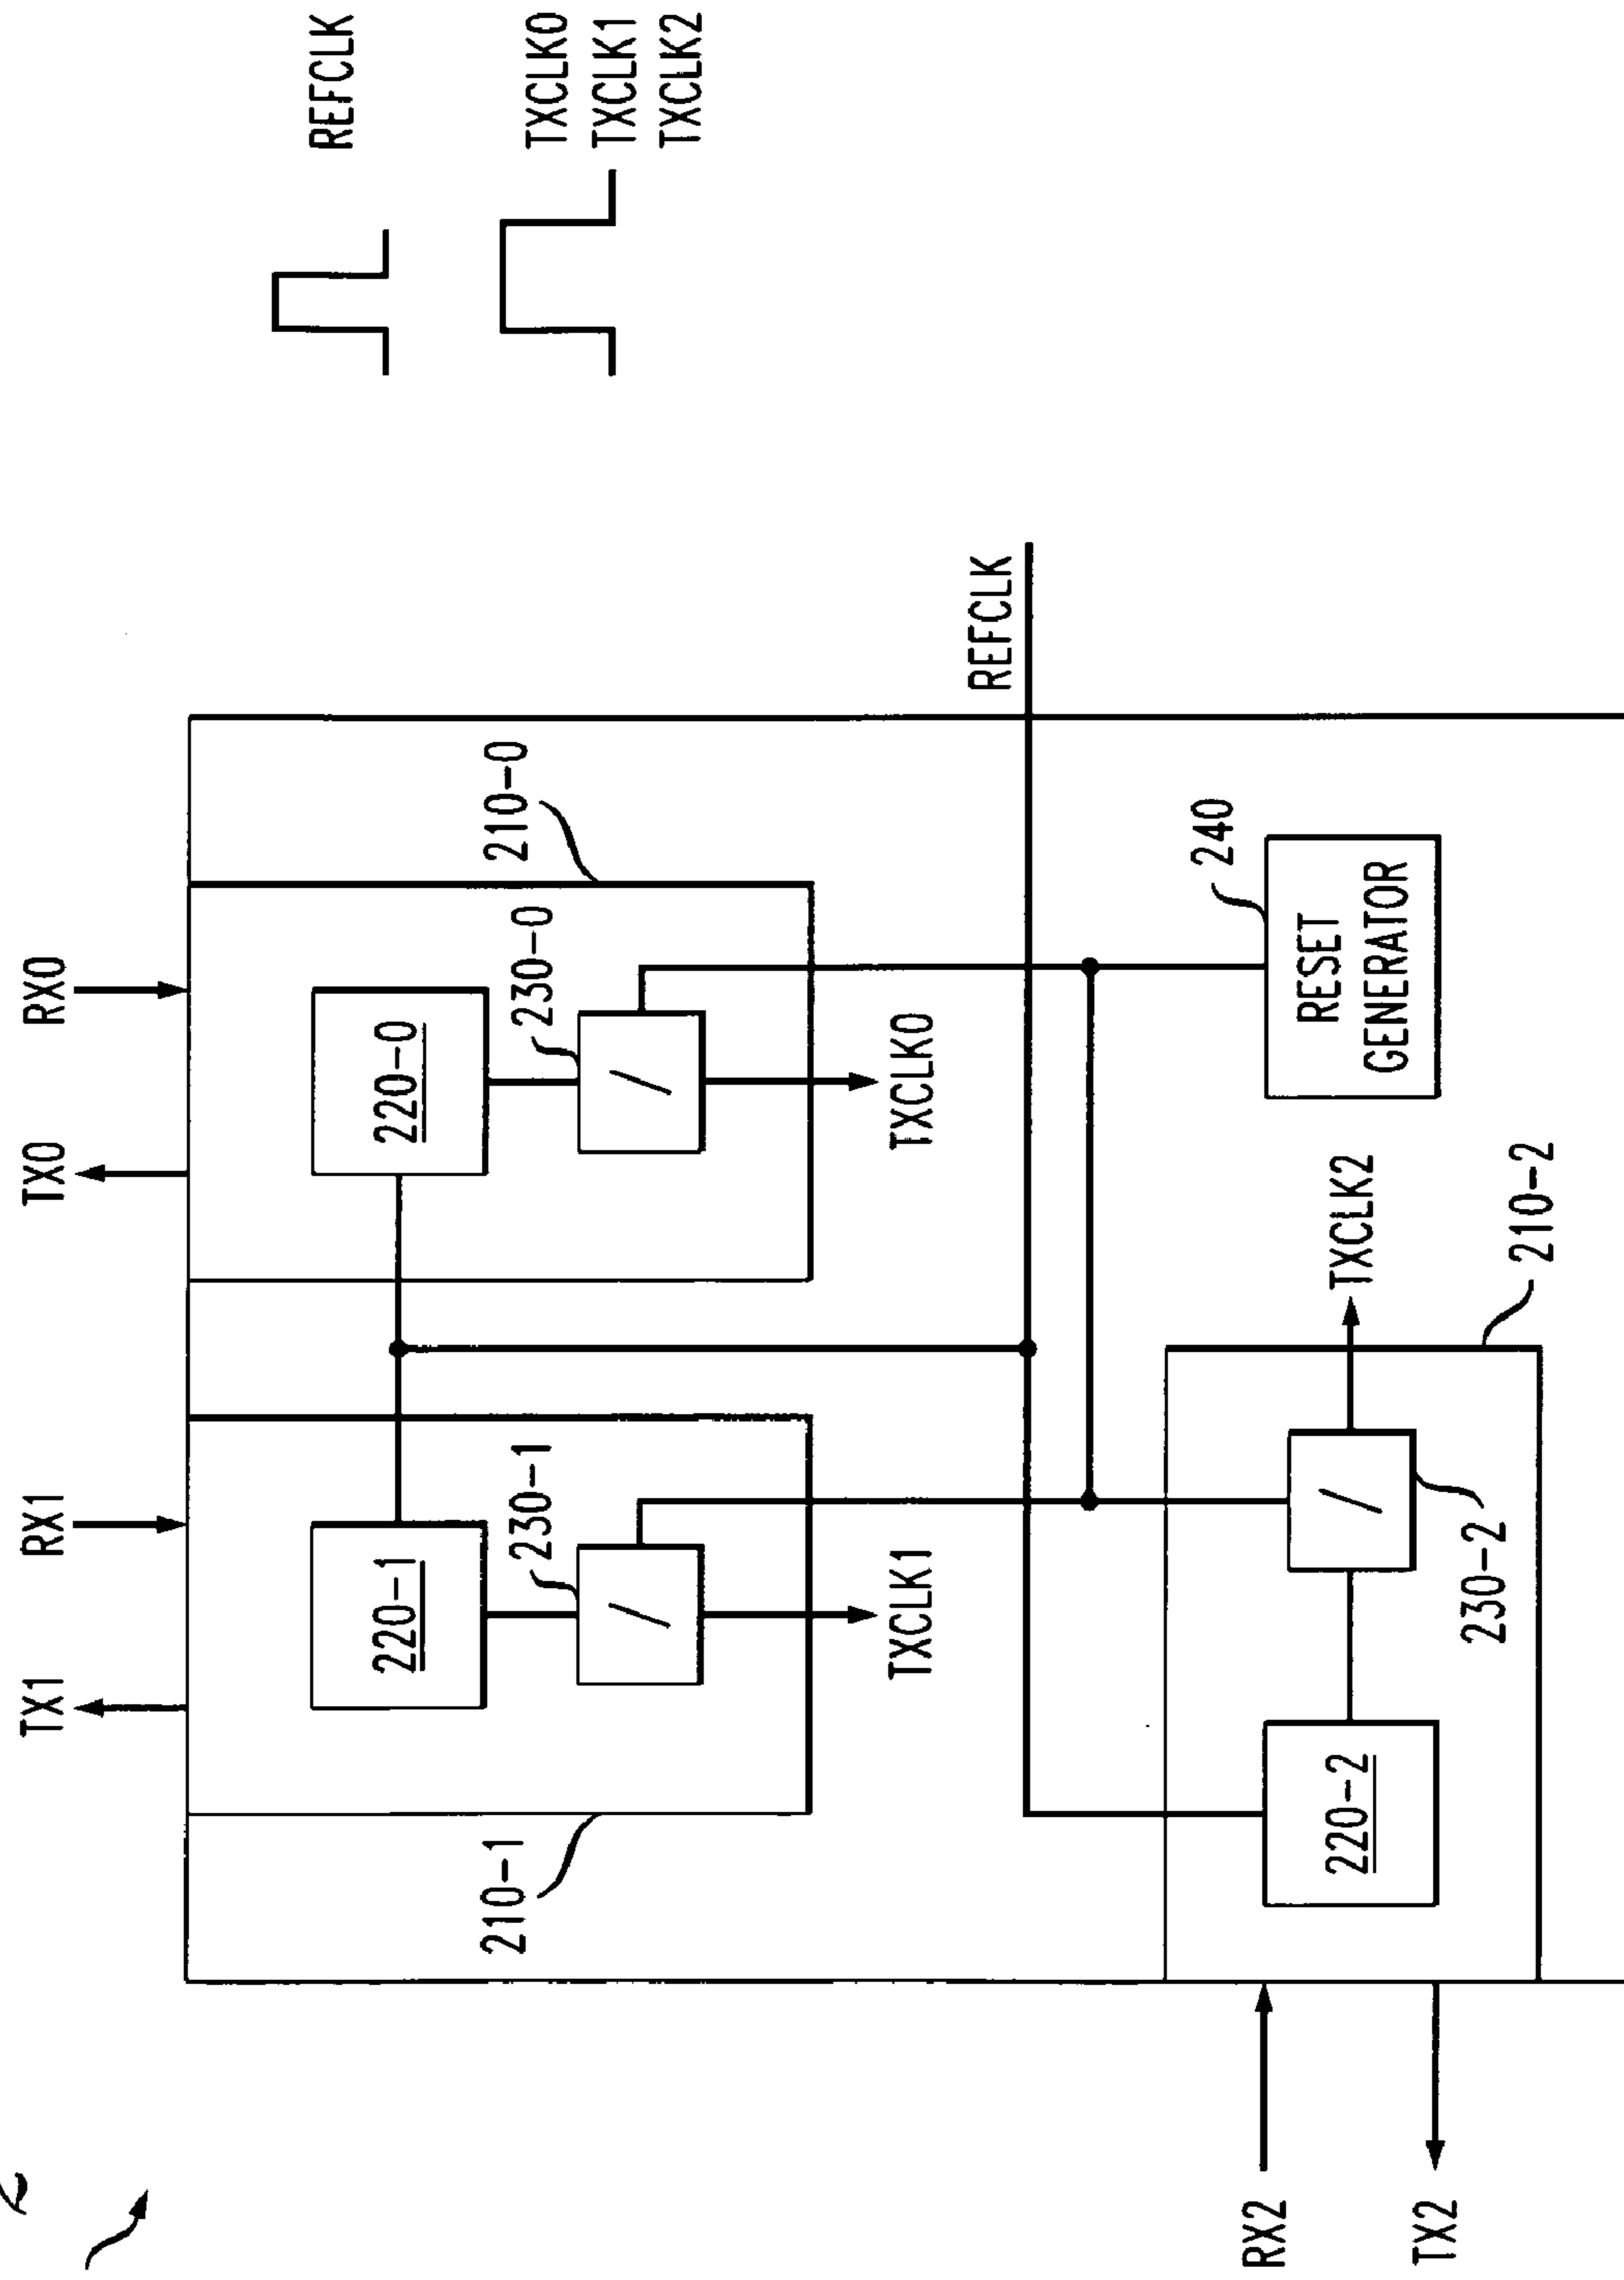 REFCLK
TXCLK0
TXCLK1
TXCLK2
RX0
TX0
RX1
TX1
210-0
220-0
230-0
TXCLK0
REFCLK
240
RESET
GENERATOR
220-1
230-1
TXCLK1
210-1
TXCLK2
210-2
230-2
220-2
RX2
TX2